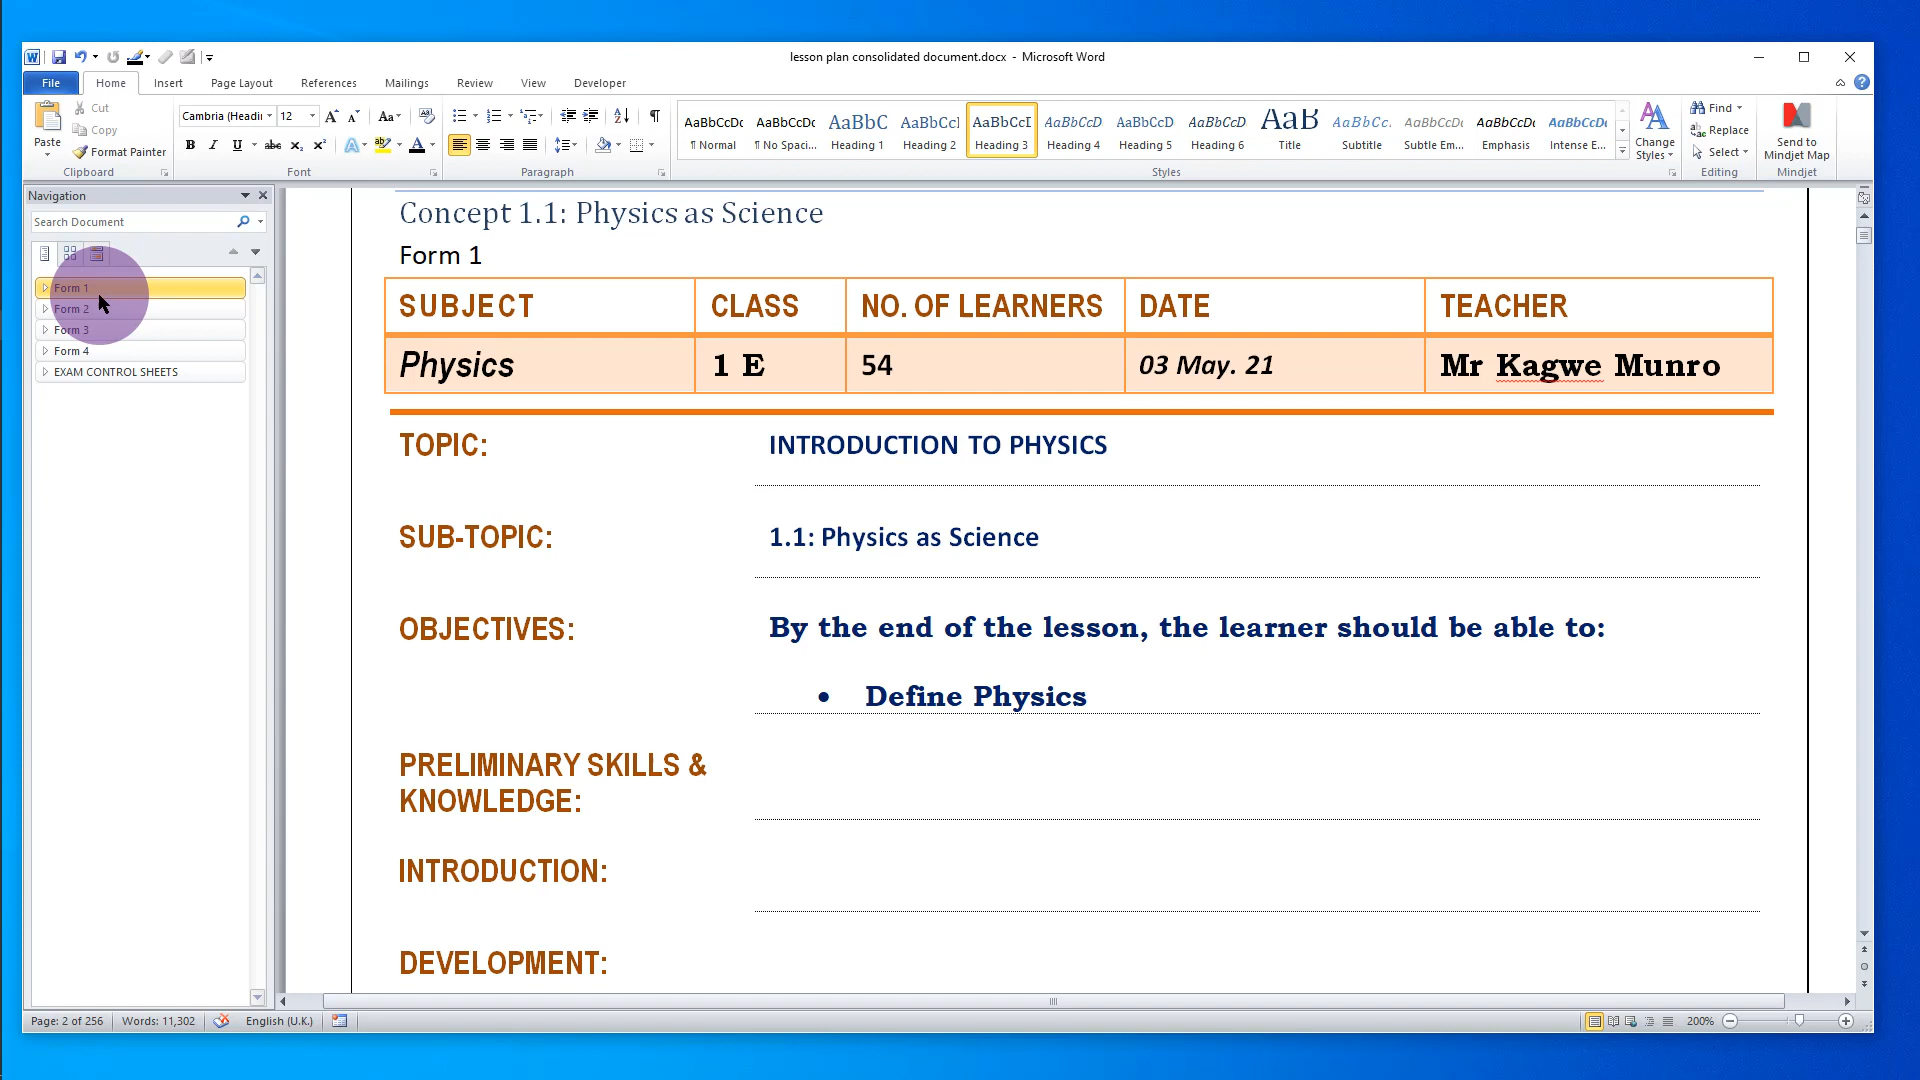 lesson plan consolidated document.docx - Microsoft Word
File Home Insert Page Layout References Mailings Review View Developer
Paste
Cut
Copy
Format Painter
Clipboard
Cambria (Headi 12
Aa
B I U abc x₂ x²
Font
Paragraph
AaBbCcDc AaBbCcDc AaBbC AaBbCcI AaBbCcI AaBbCcD AaBbCcD AaBbCcD AaB AaBbCc. AaBbCcDc AaBbCcDc AaBbCcDc
¶ Normal ¶ No Spaci... Heading 1 Heading 2 Heading 3 Heading 4 Heading 5 Heading 6 Title Subtitle Subtle Em... Emphasis Intense E...
Styles
Change Styles
Find
Replace
Select
Editing
Send to Mindjet Map
Mindjet
Navigation
Search Document
Form 1
Form 2
Form 3
Form 4
EXAM CONTROL SHEETS
Concept 1.1: Physics as Science
Form 1
SUBJECT CLASS NO. OF LEARNERS DATE TEACHER
Physics 1 E 54 03 May. 21 Mr Kagwe Munro
TOPIC: INTRODUCTION TO PHYSICS
SUB-TOPIC: 1.1: Physics as Science
OBJECTIVES: By the end of the lesson, the learner should be able to:
• Define Physics
PRELIMINARY SKILLS &
KNOWLEDGE:
INTRODUCTION:
DEVELOPMENT:
Page: 2 of 256 Words: 11,302 English (U.K.) 200%